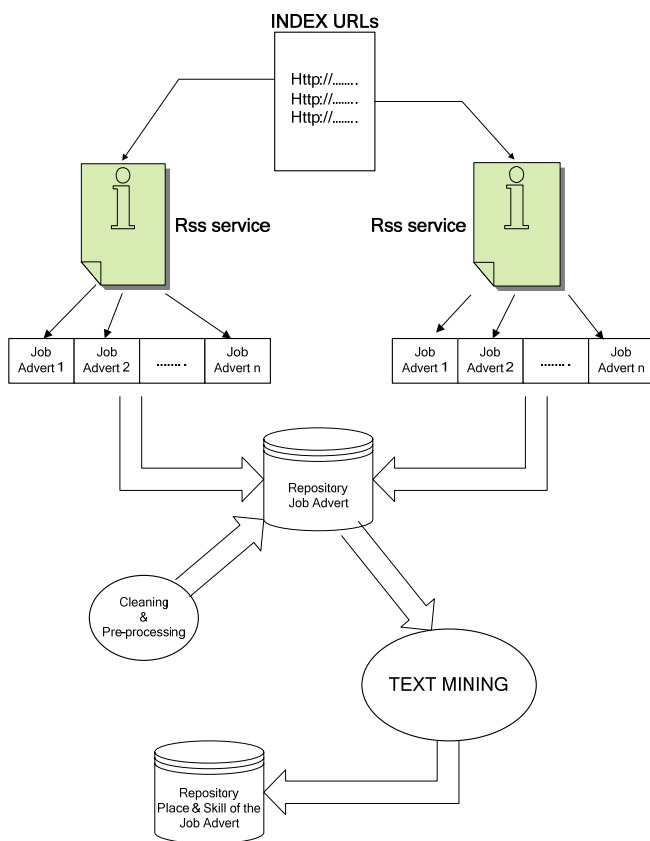 INDEX URLs
Http://........
Http://........
Http://........
Rss service
Rss service
Job
Advert 1
Job
Advert 2
........
Job
Advert n
Job
Advert 1
Job
Advert 2
........
Job
Advert n
Repository
Job Advert
Cleaning
&
Pre-processing
TEXT MINING
Repository
Place & Skill of the
Job Advert